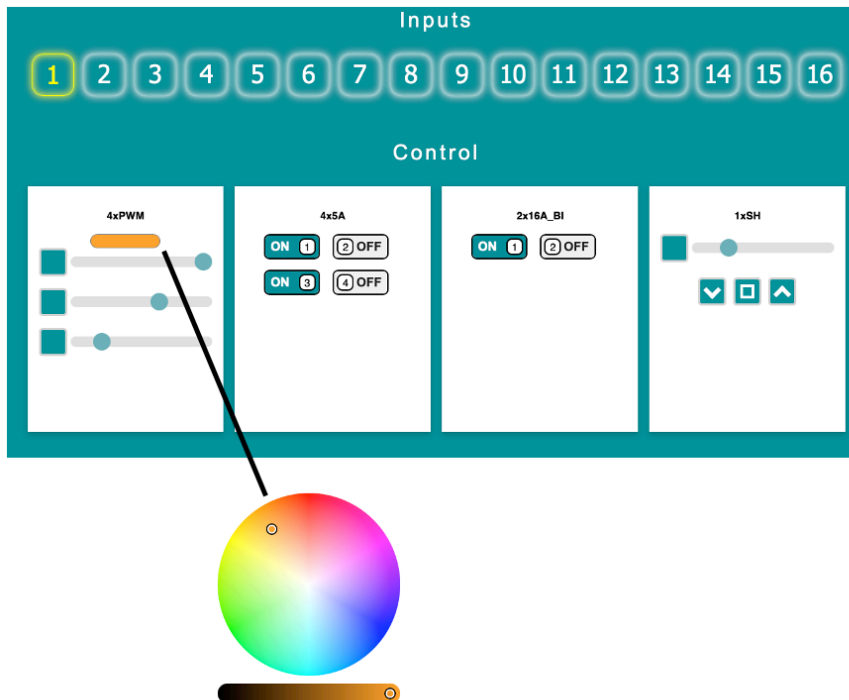 Inputs
1 2 3 4 5 6 7 8 9 10 11 12 13 14 15 16
Control
4xPWM
4x5A
ON 1 2 OFF
ON 3 4 OFF
2x16A_BI
ON 1 2 OFF
1xSH